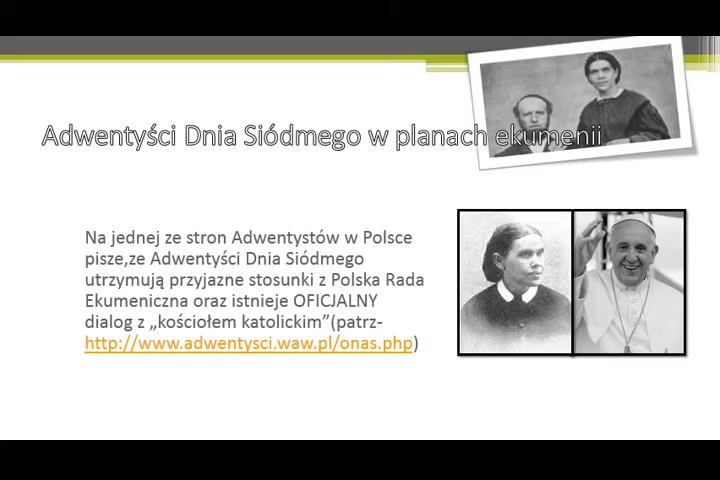 Adwentyści Dnia Siódmego w planach ekumenii
Na jednej ze stron Adwentystów w Polsce
pisze,ze Adwentyści Dnia Siódmego
utrzymują przyjazne stosunki z Polska Rada
Ekumeniczna oraz istnieje OFICJALNY
dialog z „kościołem katolickim”(patrz-
http://www.adwentysci.waw.pl/onas.php)